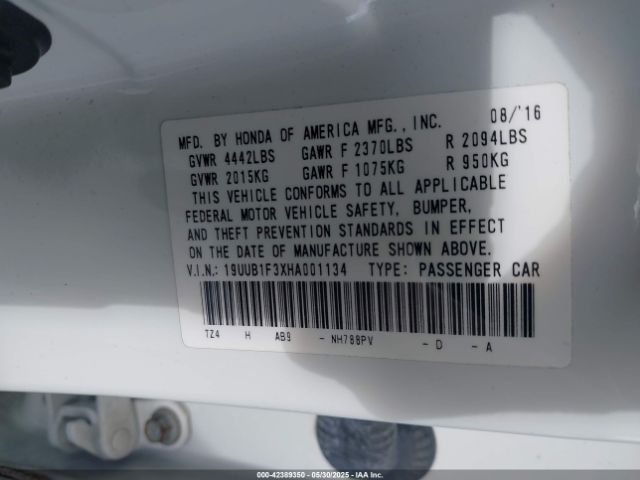 MFD. BY HONDA OF AMERICA MFG., INC. 08/'16
GVWR 4442LBS GAWR F 2370LBS R 2094LBS
GVWR 2015KG GAWR F 1075KG R 950KG
THIS VEHICLE CONFORMS TO ALL APPLICABLE
FEDERAL MOTOR VEHICLE SAFETY, BUMPER,
AND THEFT PREVENTION STANDARDS IN EFFECT
ON THE DATE OF MANUFACTURE SHOWN ABOVE.
V.I.N.: 19UUB1F3XHA001134 TYPE: PASSENGER CAR
TZ4 H AB9 - NH788PV - D - A
000-42389350 - 05/30/2025 - IAA Inc.